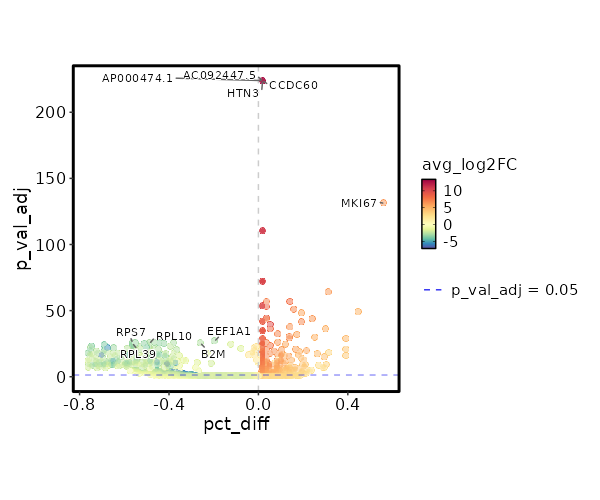 AP000474.1
AC092447.5
CCDC60
HTN3
MKI67
RPS7
RPL10
EEF1A1
RPL39
B2M
p_val_adj
200
150
100
50
0
-0.8
-0.4
0.0
0.4
pct_diff
avg_log2FC
10
5
0
-5
p_val_adj = 0.05